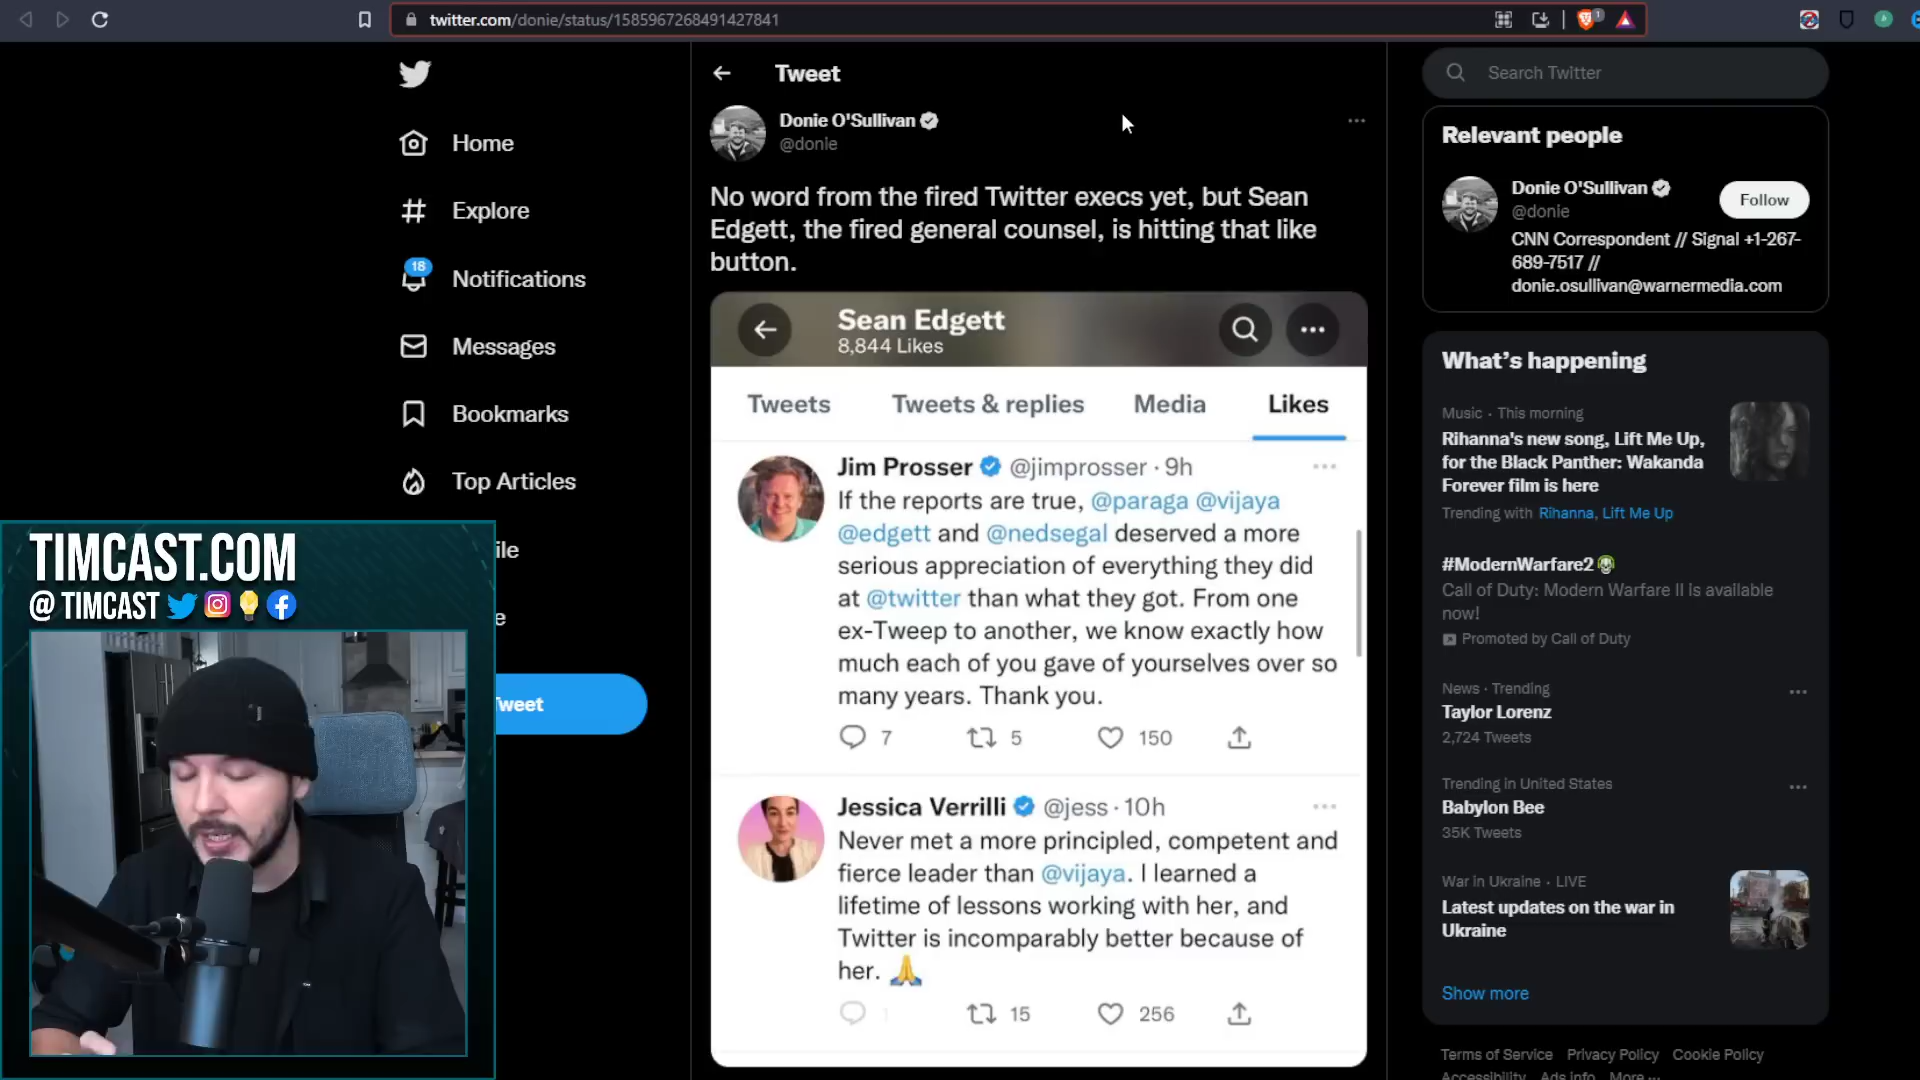 twitter.com/donie/status/1585967268491427841
1
Home
Explore
18
Notifications
Messages
Bookmarks
Top Articles
ile
e
Tweet
TIMCAST.COM
@ TIMCAST
Tweet
Donie O'Sullivan
@donie
No word from the fired Twitter execs yet, but Sean
Edgett, the fired general counsel, is hitting that like
button.
Sean Edgett
8,844 Likes
Tweets
Tweets & replies
Media
Likes
Jim Prosser @jimprosser · 9h
If the reports are true, @paraga @vijaya
@edgett and @nedsegal deserved a more
serious appreciation of everything they did
at @twitter than what they got. From one
ex-Tweep to another, we know exactly how
much each of you gave of yourselves over so
many years. Thank you.
7
5
150
Jessica Verrilli @jess · 10h
Never met a more principled, competent and
fierce leader than @vijaya. I learned a
lifetime of lessons working with her, and
Twitter is incomparably better because of
her. 🙏
1
15
256
Search Twitter
Relevant people
Donie O'Sullivan
@donie
Follow
CNN Correspondent // Signal +1-267-
689-7517 //
donie.osullivan@warnermedia.com
What's happening
Music · This morning
Rihanna's new song, Lift Me Up,
for the Black Panther: Wakanda
Forever film is here
Trending with Rihanna, Lift Me Up
#ModernWarfare2
Call of Duty: Modern Warfare II is available
now!
Promoted by Call of Duty
News · Trending
Taylor Lorenz
2,724 Tweets
Trending in United States
Babylon Bee
35K Tweets
War in Ukraine · LIVE
Latest updates on the war in
Ukraine
Show more
Terms of Service Privacy Policy Cookie Policy
Accessibility Ads info More ...